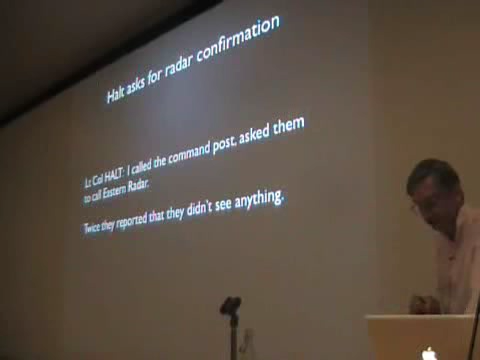 Halt asks for radar confirmation
Lt Col HALT: I called the command post, asked them
to call Eastern Radar.
Twice they reported that they didn't see anything.